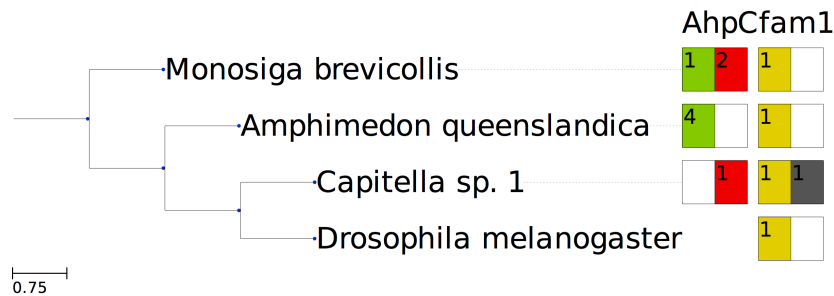 AhpCfam1
Monosiga brevicollis 1 2 1
Amphimedon queenslandica 4 1
Capitella sp. 1 1 1 1
Drosophila melanogaster 1
0.75